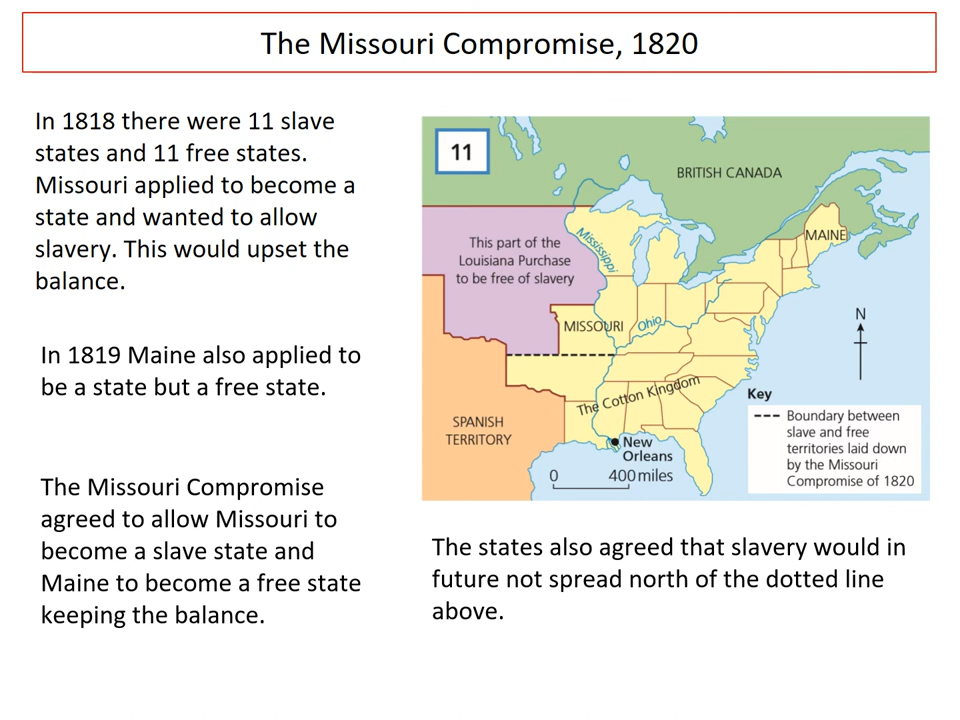 The Missouri Compromise, 1820
In 1818 there were 11 slave
states and 11 free states.
Missouri applied to become a
state and wanted to allow
slavery. This would upset the
balance.
In 1819 Maine also applied to
be a state but a free state.
The Missouri Compromise
agreed to allow Missouri to
become a slave state and
Maine to become a free state
keeping the balance.
11
BRITISH CANADA
MAINE
This part of the
Louisiana Purchase
to be free of slavery
Mississippi
MISSOURI
Ohio
The Cotton Kingdom
SPANISH
TERRITORY
New
Orleans
0 400 miles
N
Key
Boundary between
slave and free
territories laid down
by the Missouri
Compromise of 1820
The states also agreed that slavery would in
future not spread north of the dotted line
above.